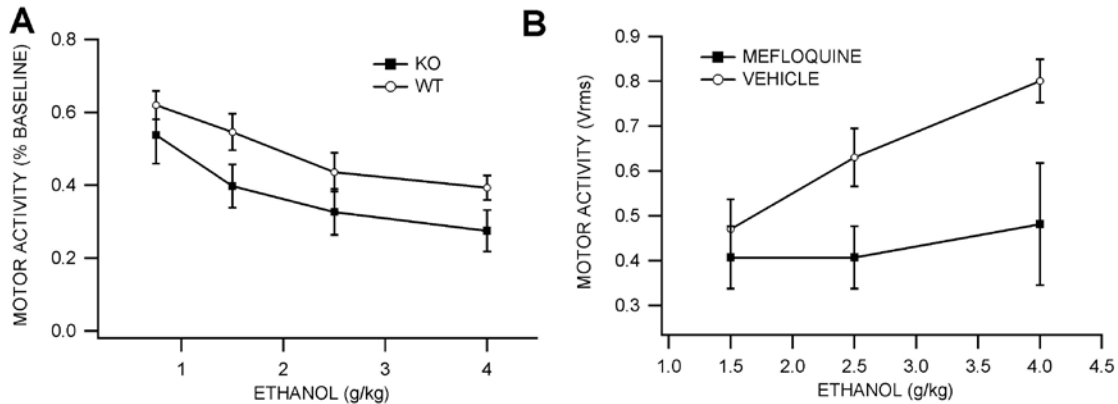 A
MOTOR ACTIVITY (% BASELINE)
0.8
0.6
0.4
0.2
0.0
KO
WT
1
2
3
4
ETHANOL (g/kg)
B
MOTOR ACTIVITY (Vrms)
0.9
0.8
0.7
0.6
0.5
0.4
0.3
MEFLOQUINE
VEHICLE
1.0
1.5
2.0
2.5
3.0
3.5
4.0
4.5
ETHANOL (g/kg)